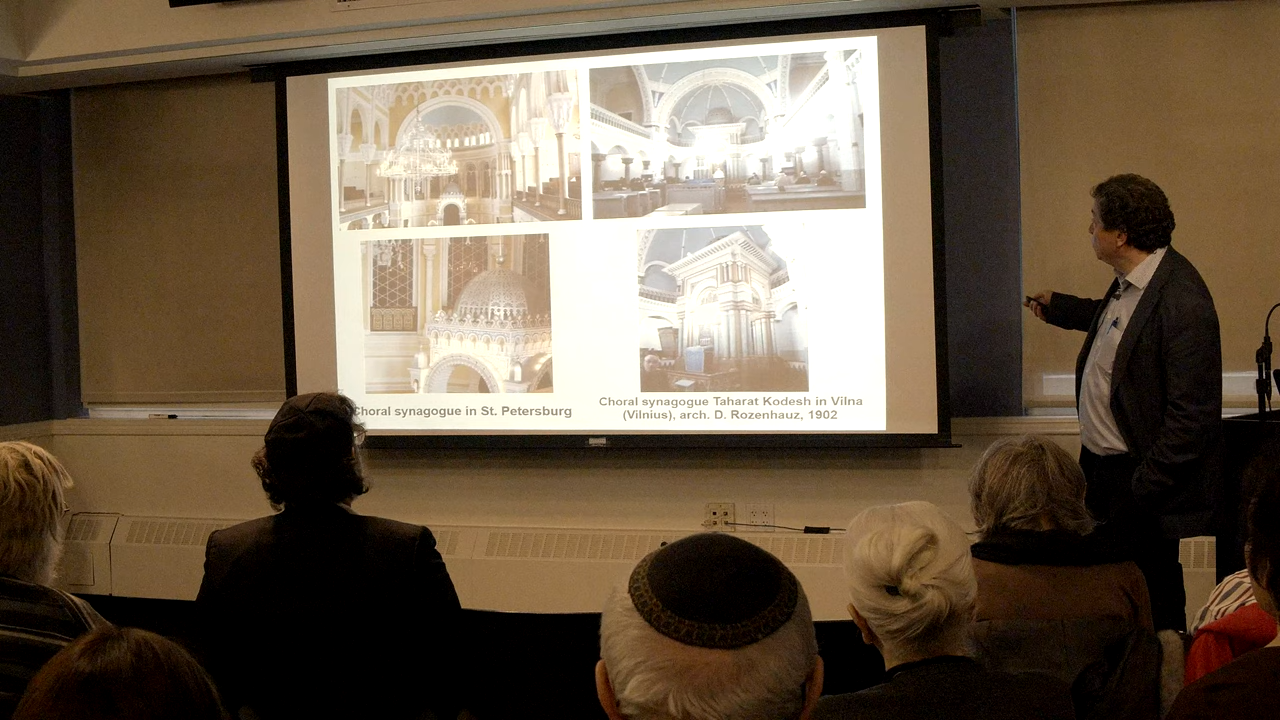 Choral synagogue in St. Petersburg
Choral synagogue Taharat Kodesh in Vilna
(Vilnius), arch. D. Rozenhauz, 1902